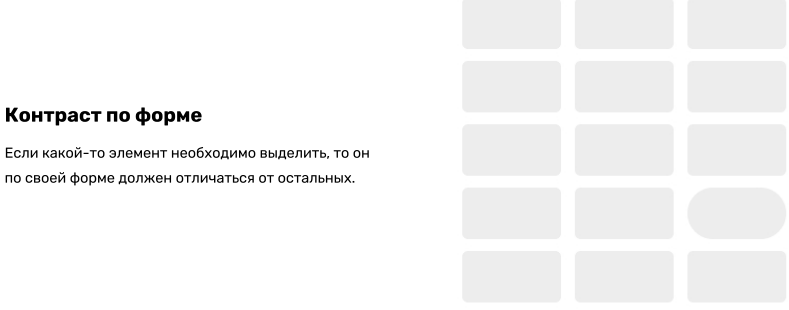 Контраст по форме
Если какой-то элемент необходимо выделить, то он
по своей форме должен отличаться от остальных.